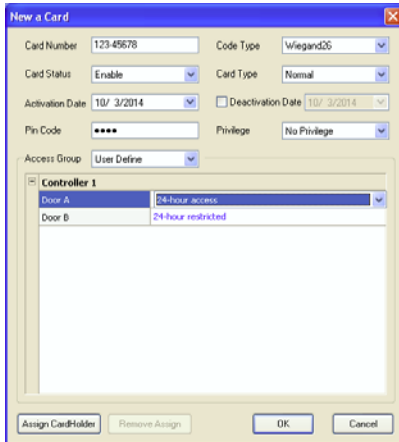 New a Card
Card Number 123-45678 Code Type Wiegand26
Card Status Enable Card Type Normal
Activation Date 10/ 3/2014 Deactivation Date 10/ 3/2014
Pin Code •••• Privilege No Privilege
Access Group User Define
Controller 1
Door A 24-hour access
Door B 24-hour restricted
Assign CardHolder Remove Assign OK Cancel